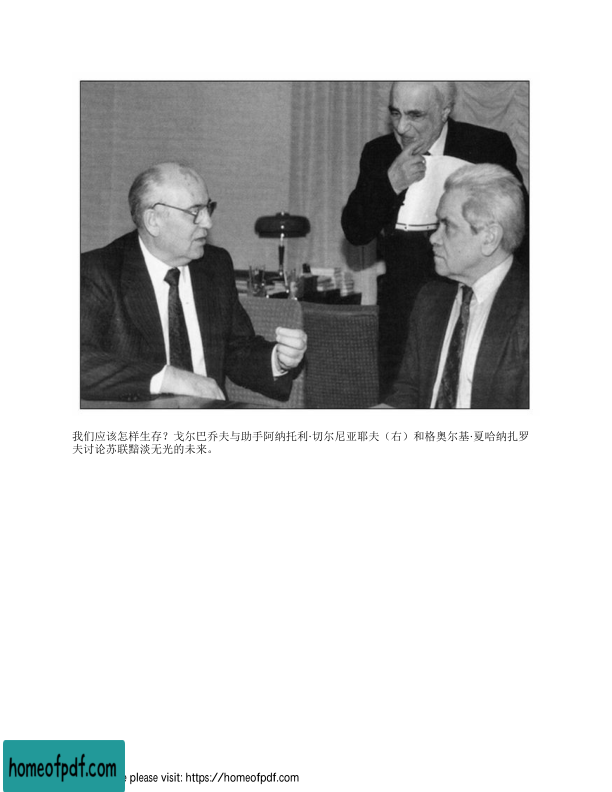 我们应该怎样生存？戈尔巴乔夫与助手阿纳托利·切尔尼亚耶夫（右）和格奥尔基·夏哈纳扎罗
夫讨论苏联黯淡无光的未来。
homeofpdf.com
e please visit: https://homeofpdf.com